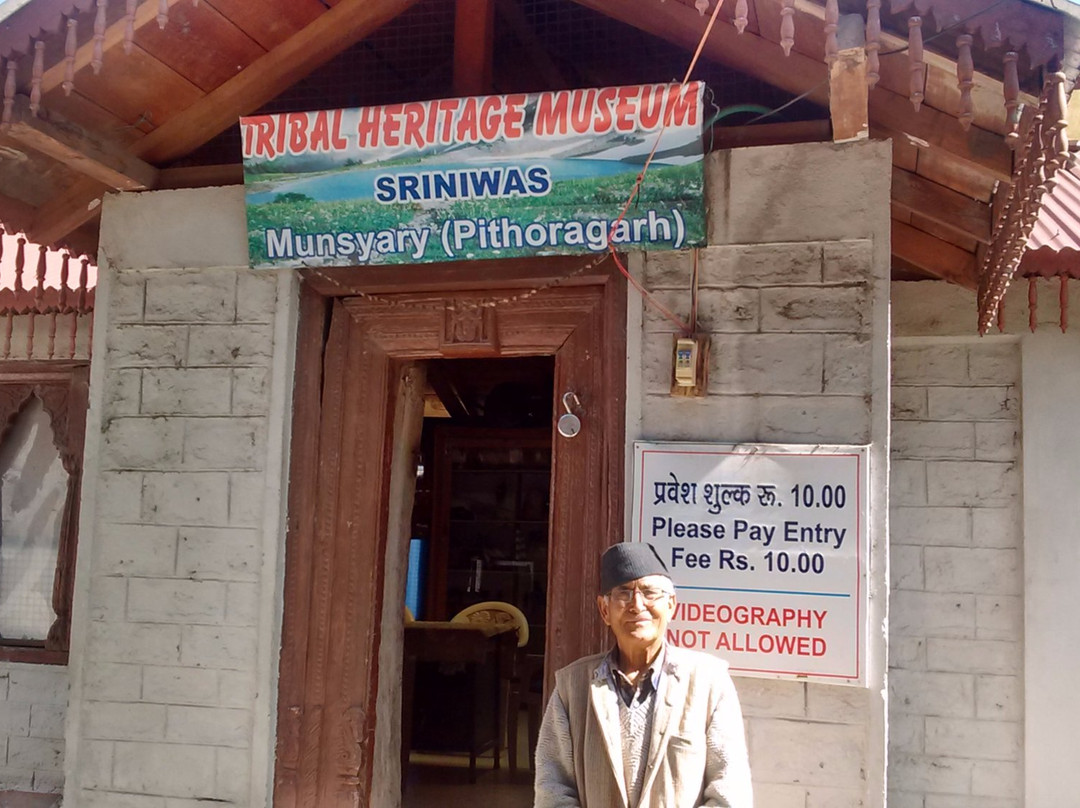 TRIBAL HERITAGE MUSEUM
SRINIWAS
Munsyary (Pithoragarh)
प्रवेश शुल्क रू. 10.00
Please Pay Entry
Fee Rs. 10.00
VIDEOGRAPHY
NOT ALLOWED